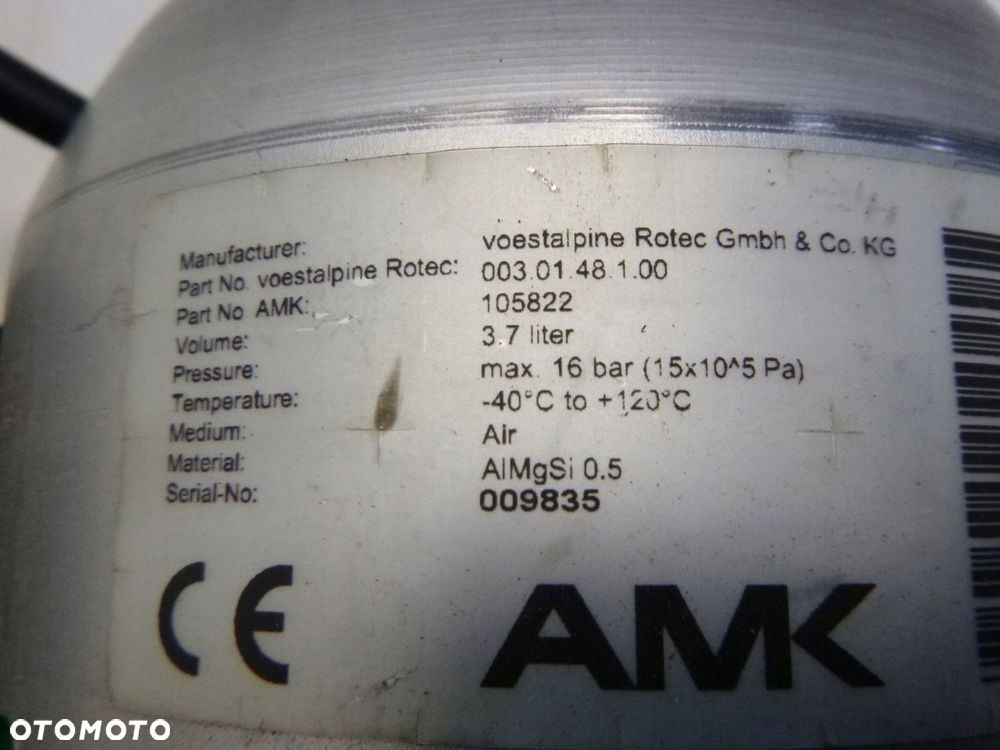 Manufacturer: voestalpine Rotec Gmbh & Co. KG
Part No. voestalpine Rotec: 003.01.48.1.00
Part No AMK: 105822
Volume: 3.7 liter
Pressure: max. 16 bar (15x10^5 Pa)
Temperature: -40°C to +120°C
Medium: Air
Material: AlMgSi 0.5
Serial-No: 009835
CE AMK
OTOMOTO